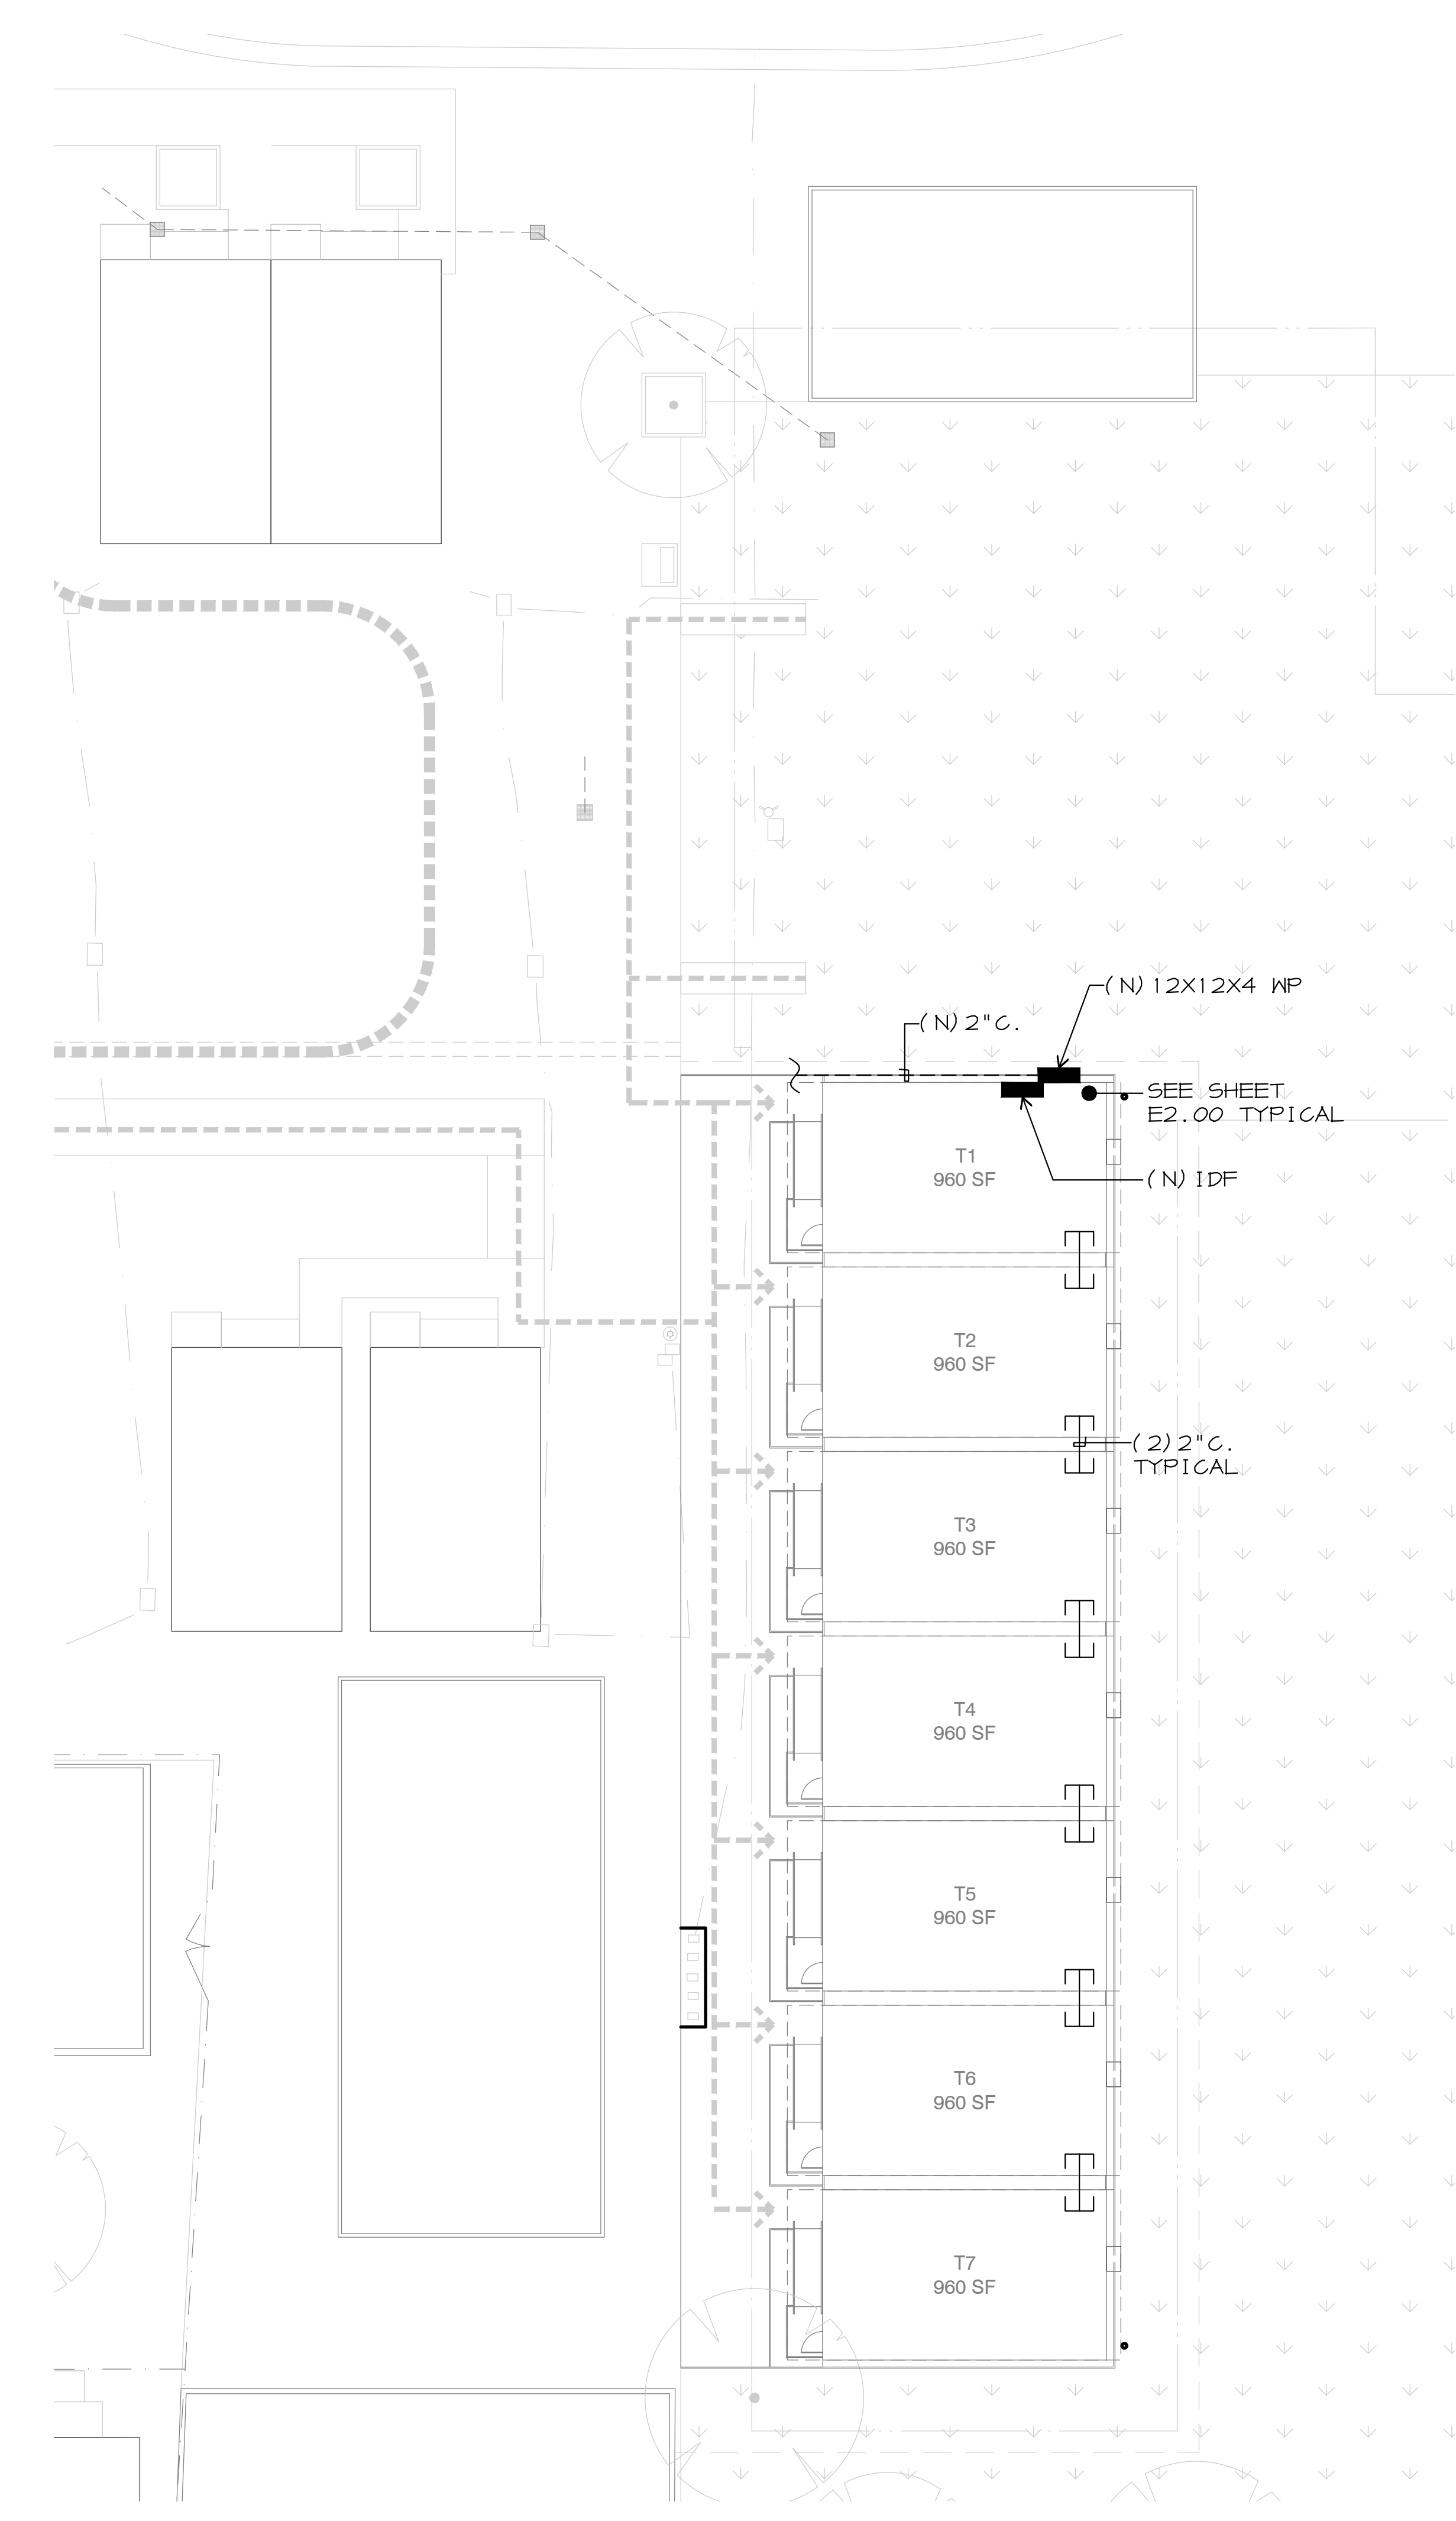 (N) 12X12X4 WP
(N) 2"C.
SEE SHEET
E2.00 TYPICAL
T1
960 SF
(N) IDF
T2
960 SF
(2) 2"C.
TYPICAL
T3
960 SF
T4
960 SF
T5
960 SF
T6
960 SF
T7
960 SF